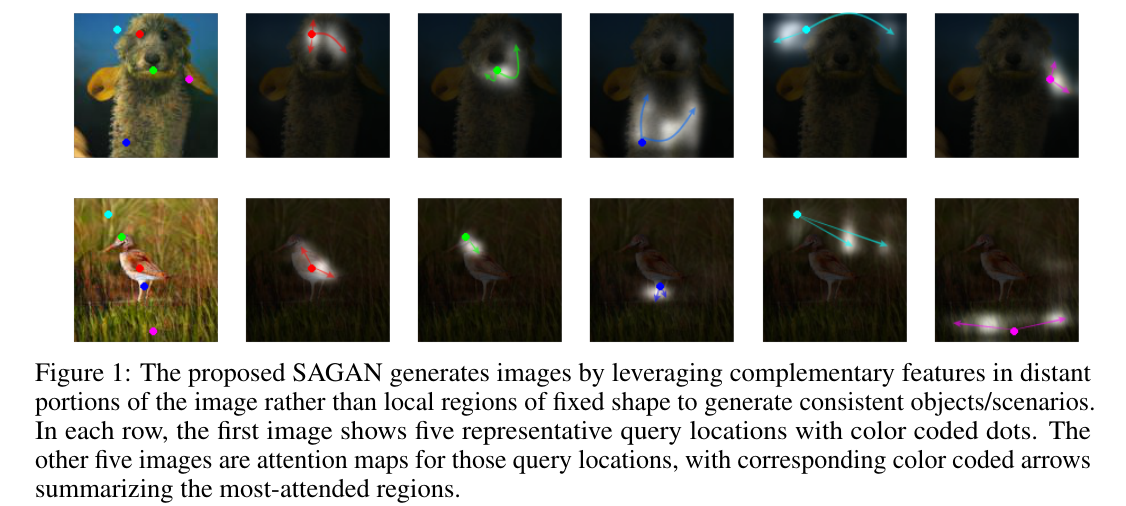 Figure 1: The proposed SAGAN generates images by leveraging complementary features in distant
portions of the image rather than local regions of fixed shape to generate consistent objects/scenarios.
In each row, the first image shows five representative query locations with color coded dots. The
other five images are attention maps for those query locations, with corresponding color coded arrows
summarizing the most-attended regions.